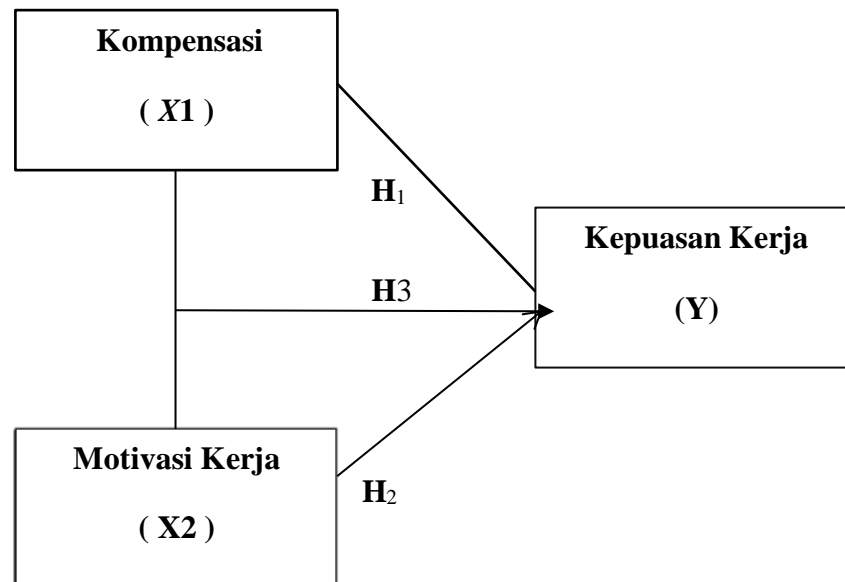 Kompensasi
( X1 )
H1
Kepuasan Kerja
(Y)
H3
Motivasi Kerja
( X2 )
H2